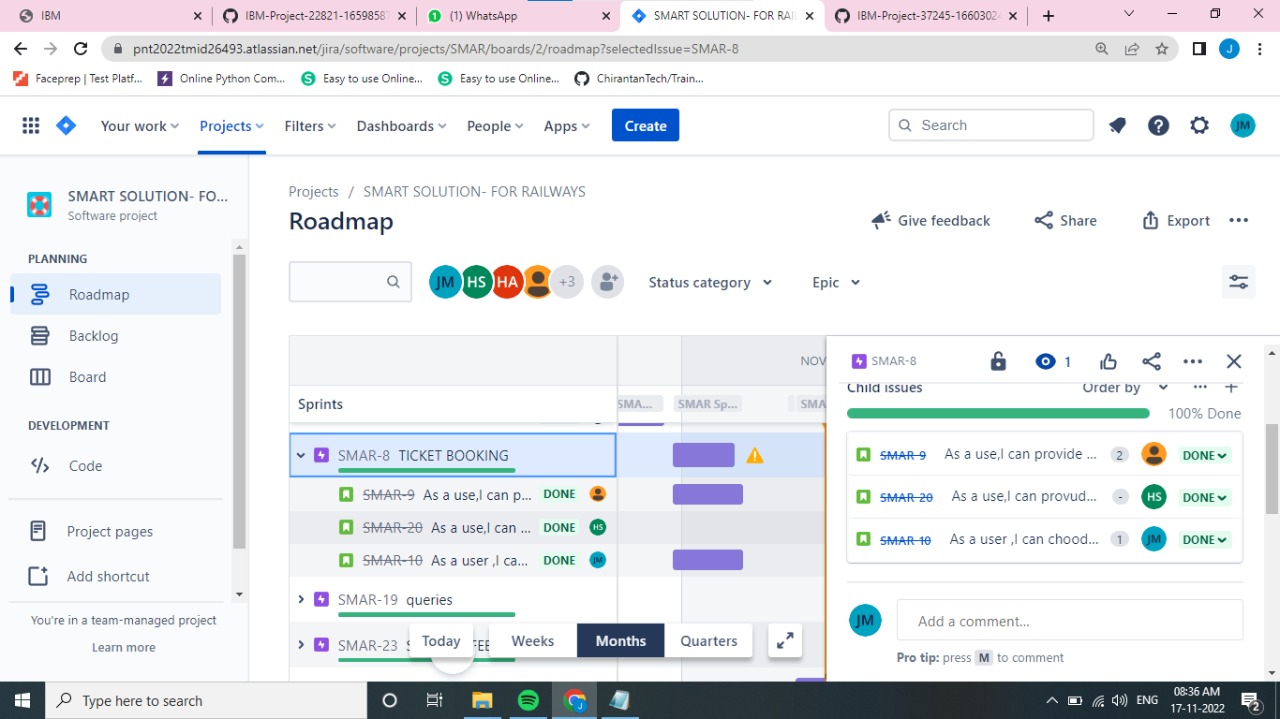 IBM
IBM-Project-22821-1659858?
(1) WhatsApp
SMART SOLUTION- FOR RAIL
IBM-Project-37245-1660302
pnt2022tmid26493.atlassian.net/jira/software/projects/SMAR/boards/2/roadmap?selectedIssue=SMAR-8
J
Faceprep | Test Platf...
Online Python Com...
Easy to use Online...
Easy to use Online...
ChirantanTech/Train...
Your work
Projects
Filters
Dashboards
People
Apps
Create
Search
JM
SMART SOLUTION- FO...
Software project
PLANNING
Roadmap
Backlog
Board
DEVELOPMENT
Code
Project pages
Add shortcut
You're in a team-managed project
Learn more
Projects / SMART SOLUTION- FOR RAILWAYS
Roadmap
Give feedback
Share
Export
JM HS HA +3
Status category
Epic
NOV
Sprints
SMA...
SMAR Sp...
SMA
SMAR-8 TICKET BOOKING
SMAR-9 As a use,I can p... DONE
SMAR-20 As a use,I can ... DONE HS
SMAR-10 As a user ,I ca... DONE JM
SMAR-19 queries
SMAR-23
Today
Weeks
Months
Quarters
SMAR-8
1
Child issues
Order by
100% Done
SMAR-9 As a use,I can provide ... 2 DONE
SMAR-20 As a use,I can provud... - HS DONE
SMAR-10 As a user ,I can chood... 1 JM DONE
JM
Add a comment...
Pro tip: press M to comment
Type here to search
ENG
08:36 AM
17-11-2022
2